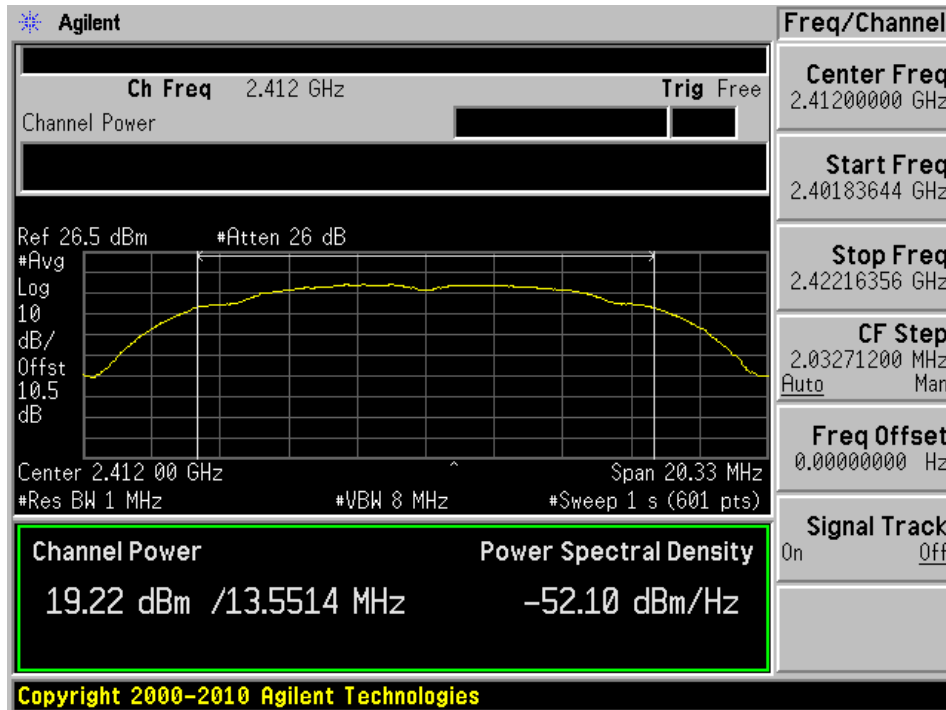 Agilent
Freq/Channel
Ch Freq 2.412 GHz Trig Free
Channel Power
Center Freq
2.41200000 GHz
Start Freq
2.40183644 GHz
Stop Freq
2.42216356 GHz
CF Step
2.03271200 MHz
Auto Man
Freq Offset
0.00000000 Hz
Signal Track
On Off
Ref 26.5 dBm #Atten 26 dB
#Avg
Log
10
dB/
Offst
10.5
dB
Center 2.412 00 GHz Span 20.33 MHz
#Res BW 1 MHz #VBW 8 MHz #Sweep 1 s (601 pts)
Channel Power Power Spectral Density
19.22 dBm /13.5514 MHz -52.10 dBm/Hz
Copyright 2000-2010 Agilent Technologies